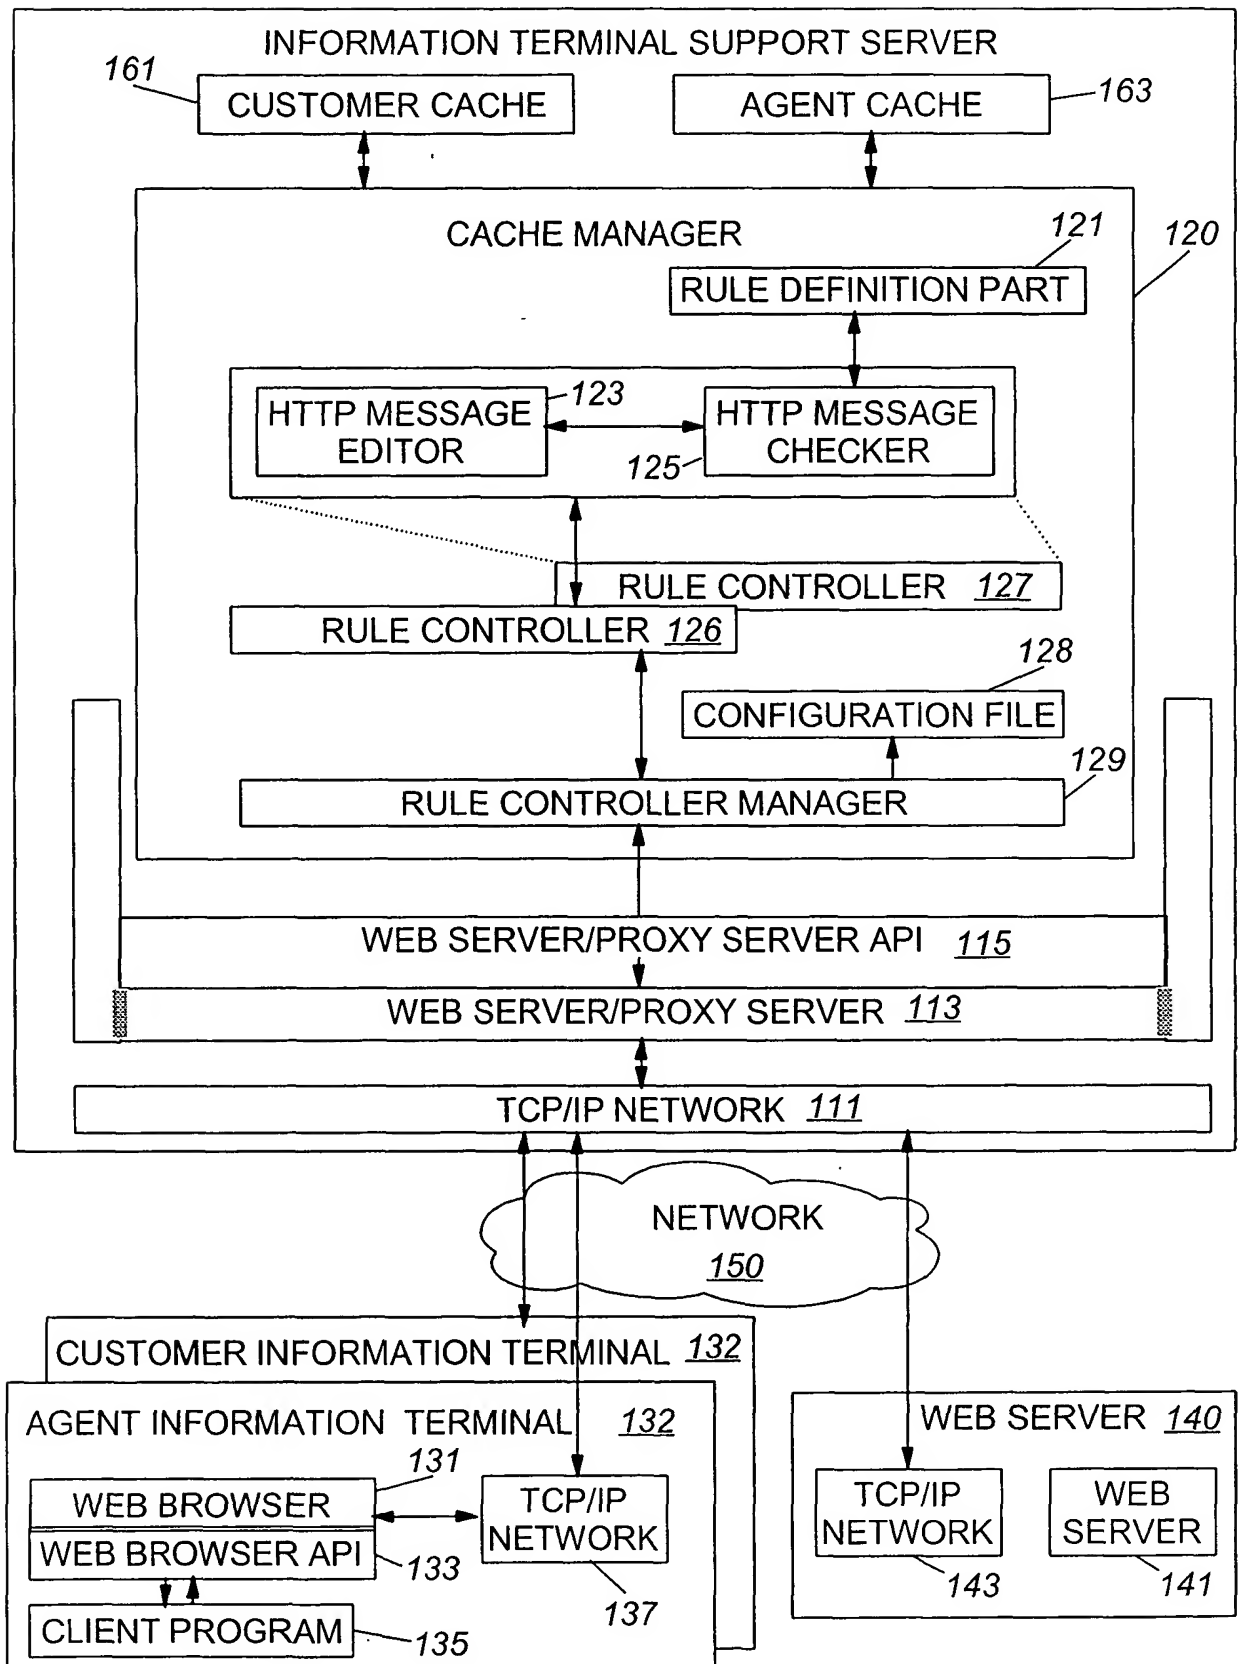 INFORMATION TERMINAL SUPPORT SERVER
161
CUSTOMER CACHE
AGENT CACHE
163
CACHE MANAGER
121
120
RULE DEFINITION PART
HTTP MESSAGE
EDITOR
123
HTTP MESSAGE
CHECKER
125
RULE CONTROLLER 127
RULE CONTROLLER 126
128
CONFIGURATION FILE
129
RULE CONTROLLER MANAGER
WEB SERVER/PROXY SERVER API 115
WEB SERVER/PROXY SERVER 113
TCP/IP NETWORK 111
NETWORK
150
CUSTOMER INFORMATION TERMINAL 132
AGENT INFORMATION TERMINAL 132
131
WEB BROWSER
WEB BROWSER API
133
CLIENT PROGRAM
135
TCP/IP
NETWORK
137
WEB SERVER 140
TCP/IP
NETWORK
143
WEB
SERVER
141